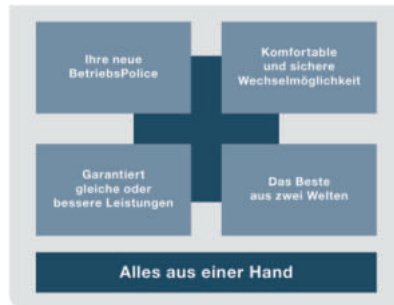 Ihre neue
BetriebsPolice
Komfortable
und sichere
Wechselmöglichkeit
Garantiert
gleiche oder
bessere Leistungen
Das Beste
aus zwei Welten
Alles aus einer Hand